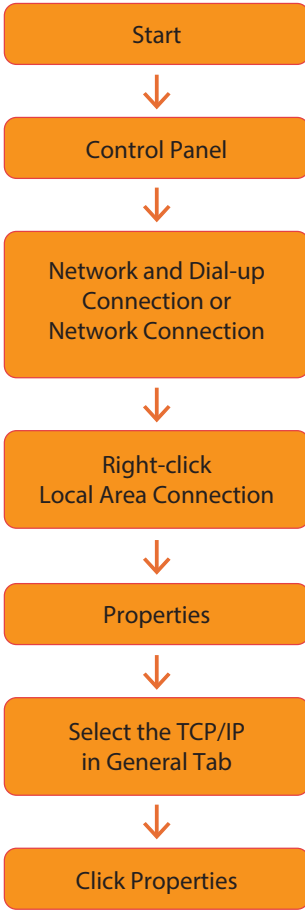 Start
Control Panel
Network and Dial-up
Connection or
Network Connection
Right-click
Local Area Connection
Properties
Select the TCP/IP
in General Tab
Click Properties